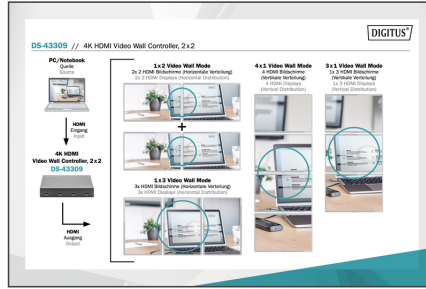 DIGITUS®
DS-43309 // 4K HDMI Video Wall Controller, 2x2
PC/Notebook
Quelle
Source
HDMI
Eingang
Input
4K HDMI
Video Wall Controller, 2x2
DS-43309
HDMI
Ausgang
Output
1x2 Video Wall Mode
2x 2 HDMI Bildschirme (Horizontale Verteilung)
2x 2 HDMI Displays (Horizontal Distribution)
+
1x3 Video Wall Mode
3x HDMI Bildschirme (Horizontale Verteilung)
3x HDMI Displays (Horizontal Distribution)
4x1 Video Wall Mode
4 HDMI Bildschirme
(Vertikale Verteilung)
4 HDMI Displays
(Vertical Distribution)
3x1 Video Wall Mode
1x 3 HDMI Bildschirme
(Vertikale Verteilung)
1x 3 HDMI Displays
(Vertical Distribution)